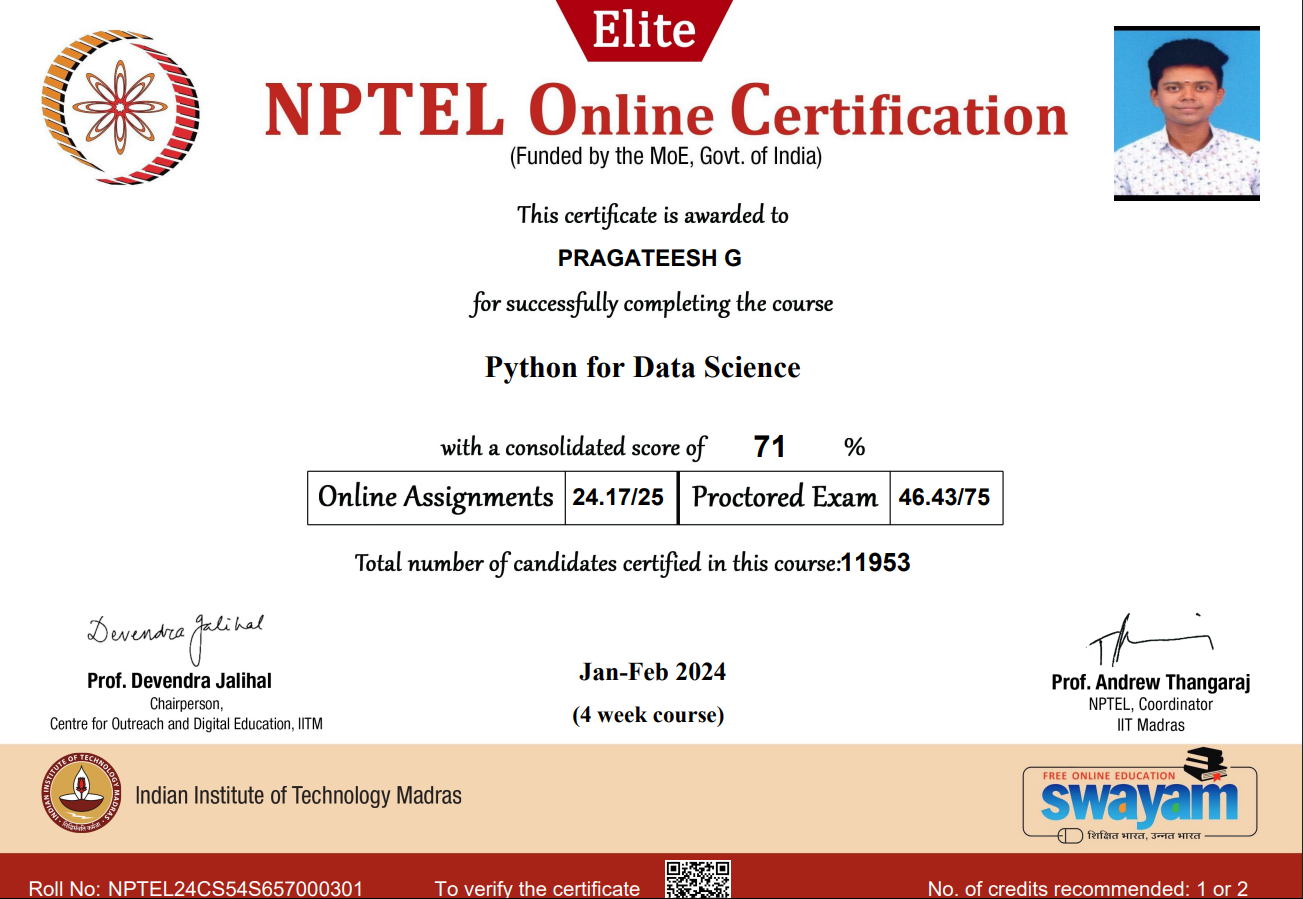 Elite
NPTEL Online Certification
(Funded by the MoE, Govt. of India)
This certificate is awarded to
PRAGATEESH G
for successfully completing the course
Python for Data Science
with a consolidated score of 71 %
Online Assignments 24.17/25 Proctored Exam 46.43/75
Total number of candidates certified in this course:11953
Devendra Jalihal
Prof. Devendra Jalihal
Chairperson,
Centre for Outreach and Digital Education, IITM
Jan-Feb 2024
(4 week course)
Prof. Andrew Thangaraj
NPTEL, Coordinator
IIT Madras
INDIAN INSTITUTE OF TECHNOLOGY MADRAS
Indian Institute of Technology Madras
FREE ONLINE EDUCATION
swayam
शिक्षित भारत, उन्नत भारत
Roll No: NPTEL24CS54S657000301
To verify the certificate
No. of credits recommended: 1 or 2